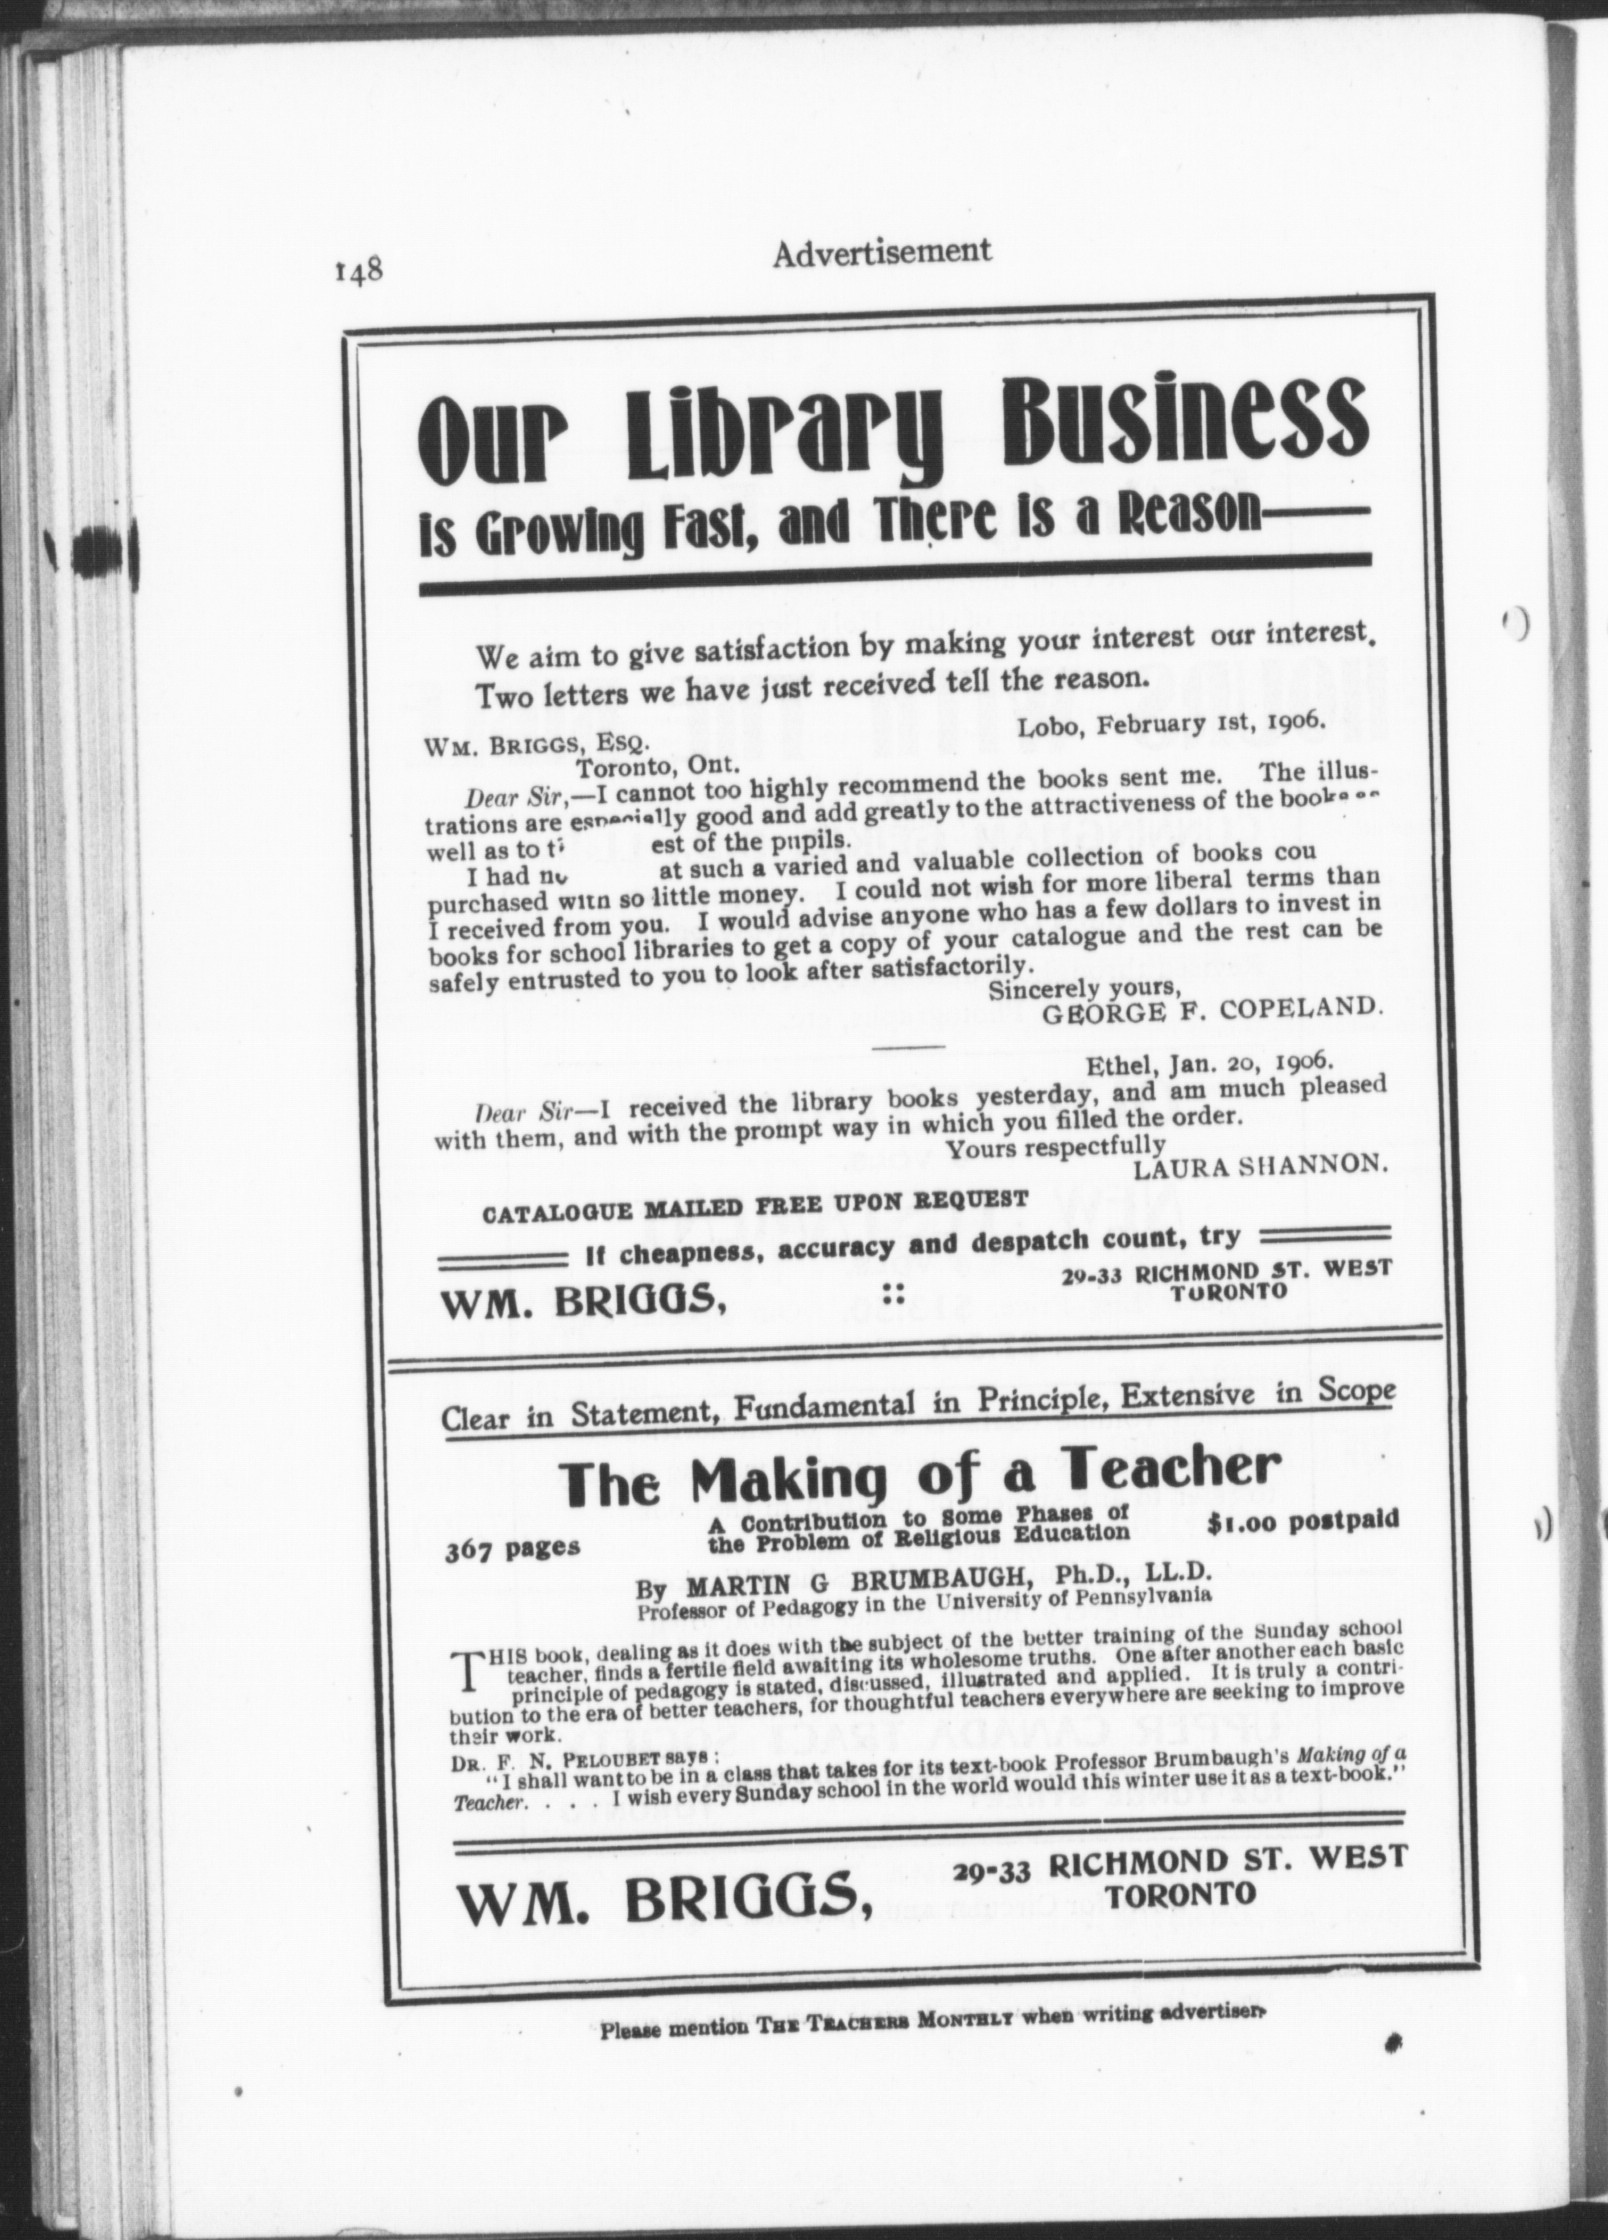 148
Advertisement
Our Library Business
is Growing Fast, and There is a Reason—
We aim to give satisfaction by making your interest our interest.
Two letters we have just received tell the reason.
Lobo, February 1st, 1906.
WM. BRIGGS, ESQ.
Toronto, Ont.
Dear Sir,—I cannot too highly recommend the books sent me. The illus-
trations are especially good and add greatly to the attractiveness of the books
well as to est of the pupils.
I had at such a varied and valuable collection of books cou
purchased with so little money. I could not wish for more liberal terms than
I received from you. I would advise anyone who has a few dollars to invest in
books for school libraries to get a copy of your catalogue and the rest can be
safely entrusted to you to look after satisfactorily.
Sincerely yours,
GEORGE F. COPELAND.
Ethel, Jan. 20, 1906.
Dear Sir—I received the library books yesterday, and am much pleased
with them, and with the prompt way in which you filled the order.
Yours respectfully
LAURA SHANNON.
CATALOGUE MAILED FREE UPON REQUEST
If cheapness, accuracy and despatch count, try
WM. BRIGGS, :: 29-33 RICHMOND ST. WEST
TORONTO
Clear in Statement, Fundamental in Principle, Extensive in Scope
The Making of a Teacher
367 pages
A Contribution to Some Phases of
the Problem of Religious Education
$1.00 postpaid
By MARTIN G BRUMBAUGH, Ph.D., LL.D.
Professor of Pedagogy in the University of Pennsylvania
THIS book, dealing as it does with the subject of the better training of the Sunday school
teacher, finds a fertile field awaiting its wholesome truths. One after another each basic
principle of pedagogy is stated, discussed, illustrated and applied. It is truly a contri-
bution to the era of better teachers, for thoughtful teachers everywhere are seeking to improve
their work.
DR. F. N. PELOUBET says:
"I shall want to be in a class that takes for its text-book Professor Brumbaugh's Making of a
Teacher. . . . I wish every Sunday school in the world would this winter use it as a text-book."
WM. BRIGGS,
29-33 RICHMOND ST. WEST
TORONTO
Please mention THE TEACHERS MONTHLY when writing advertisers